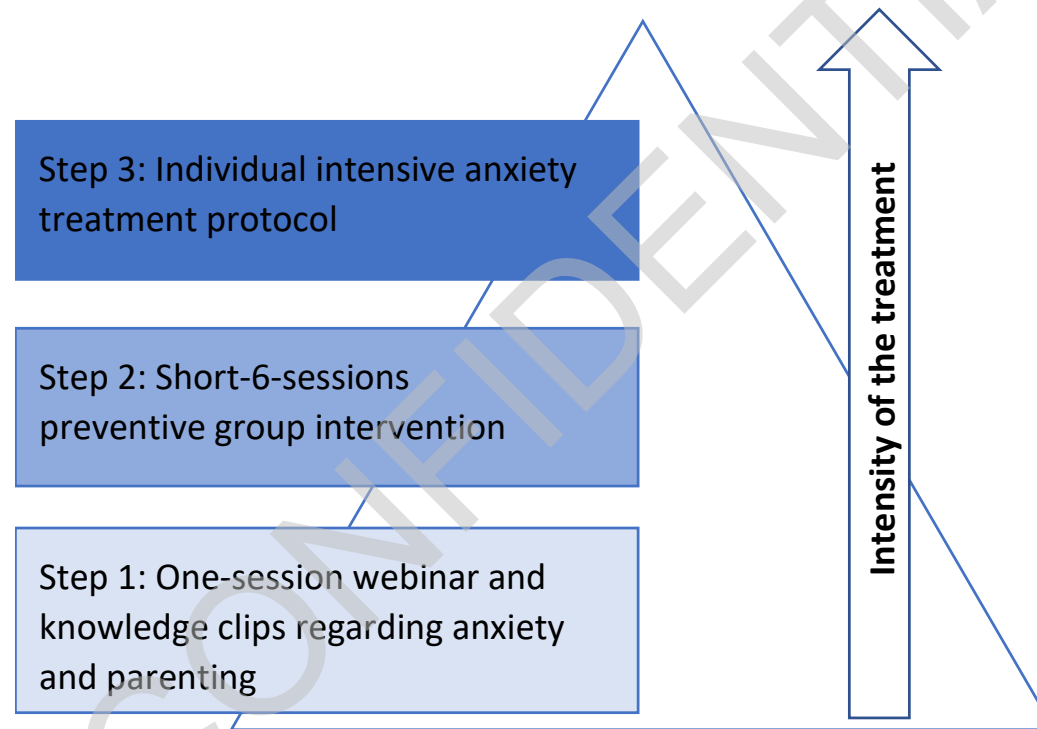 Step 3: Individual intensive anxiety
treatment protocol
Step 2: Short-6-sessions
preventive group intervention
Step 1: One-session webinar and
knowledge clips regarding anxiety
and parenting
Intensity of the treatment
CONFIDENTIA